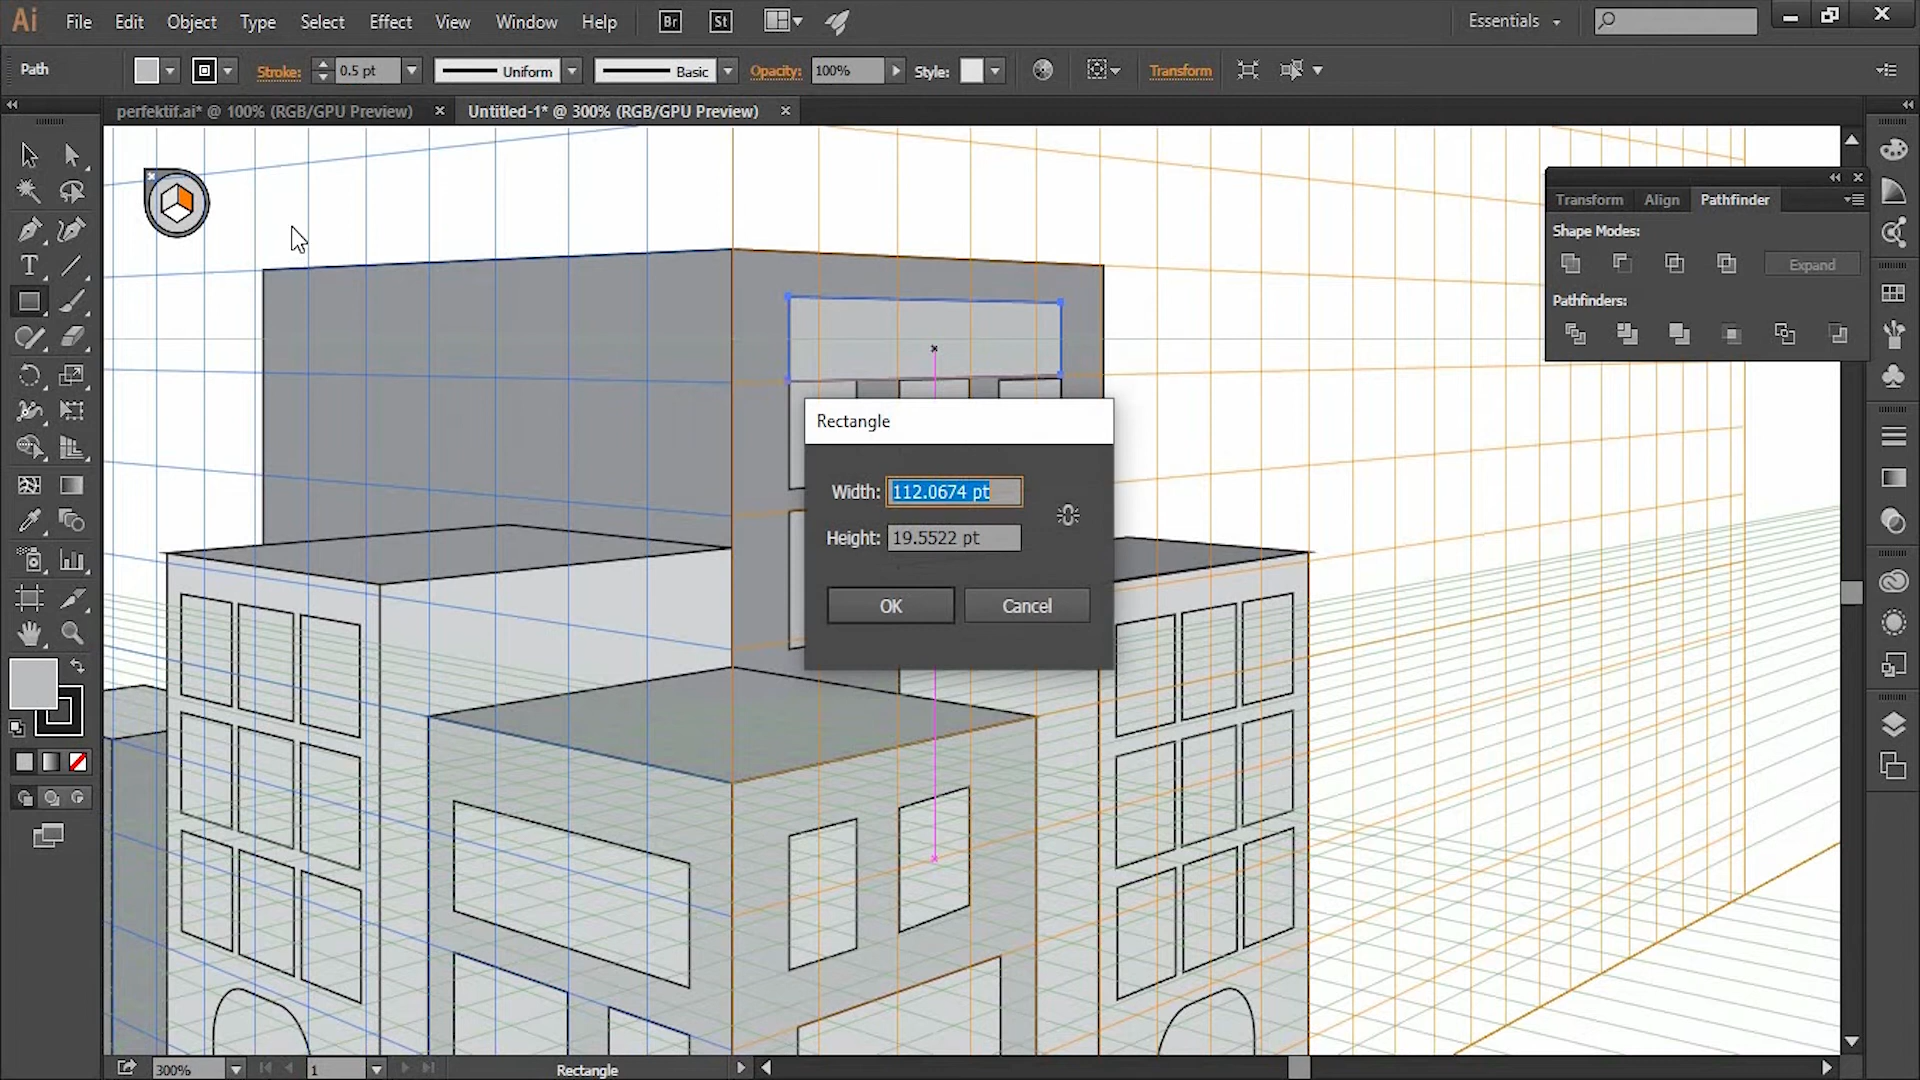 Ai File Edit Object Type Select Effect View Window Help Br St Essentials
Path Stroke: 0.5 pt Uniform Basic Opacity: 100% Style: Transform
perfektif.ai* @ 100% (RGB/GPU Preview) Untitled-1* @ 300% (RGB/GPU Preview)
Transform Align Pathfinder
Shape Modes:
Expand
Pathfinders:
Rectangle
Width: 112.0674 pt
Height: 19.5522 pt
OK Cancel
300% 1 Rectangle